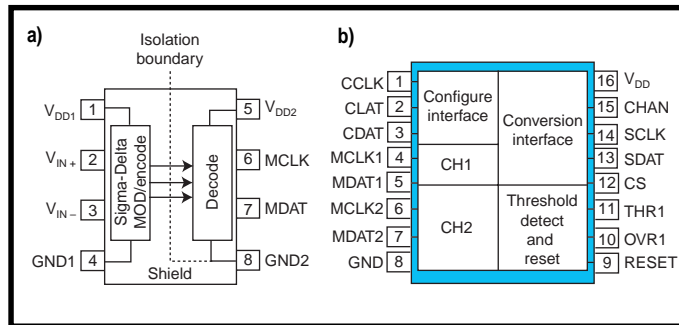 a)
Isolation
boundary
VDD1
1
VIN+
2
VIN−
3
GND1
4
Sigma-Delta
MOD/encode
Decode
Shield
5
VDD2
6
MCLK
7
MDAT
8
GND2
b)
CCLK
1
CLAT
2
CDAT
3
MCLK1
4
MDAT1
5
MCLK2
6
MDAT2
7
GND
8
Configure
interface
CH1
CH2
Conversion
interface
Threshold
detect
and
reset
16
VDD
15
CHAN
14
SCLK
13
SDAT
12
CS
11
THR1
10
OVR1
9
RESET